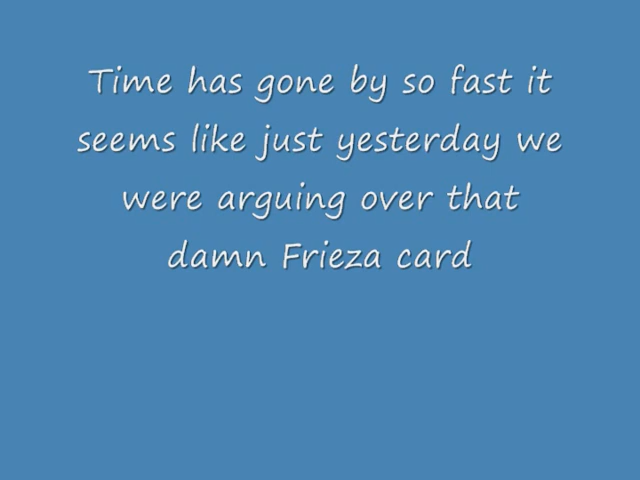 Time has gone by so fast it
seems like just yesterday we
were arguing over that
damn Frieza card